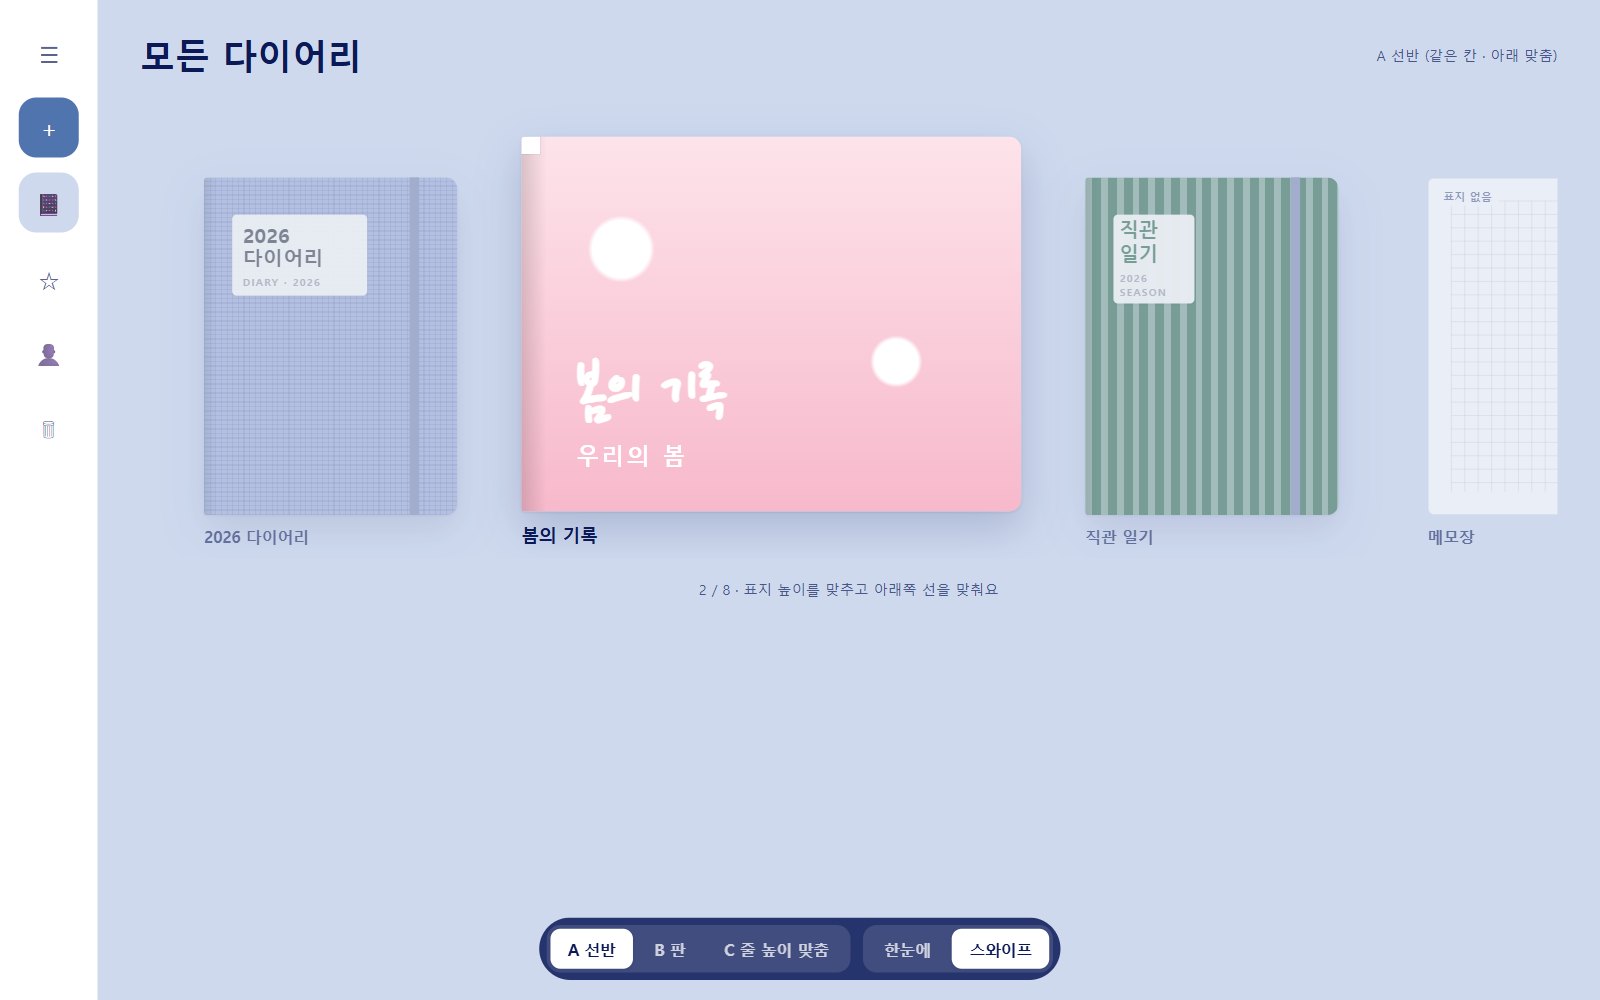 모든 다이어리
A 선반 (같은 칸 · 아래 맞춤)
+
2026
다이어리
DIARY · 2026
2026 다이어리
봄의 기록
우리의 봄
봄의 기록
직관
일기
2026
SEASON
직관 일기
표지 없음
메모장
2 / 8 · 표지 높이를 맞추고 아래쪽 선을 맞춰요
A 선반
B 판
C 줄 높이 맞춤
한눈에
스와이프